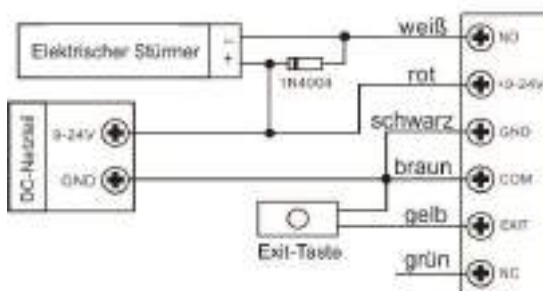 Elektrischer Stürmer
−
+
1N4004
weiß
NO
rot
+9-24V
9-24V
schwarz
GND
DC-Netzteil
GND
braun
COM
gelb
EXIT
Exit-Taste
grün
NC